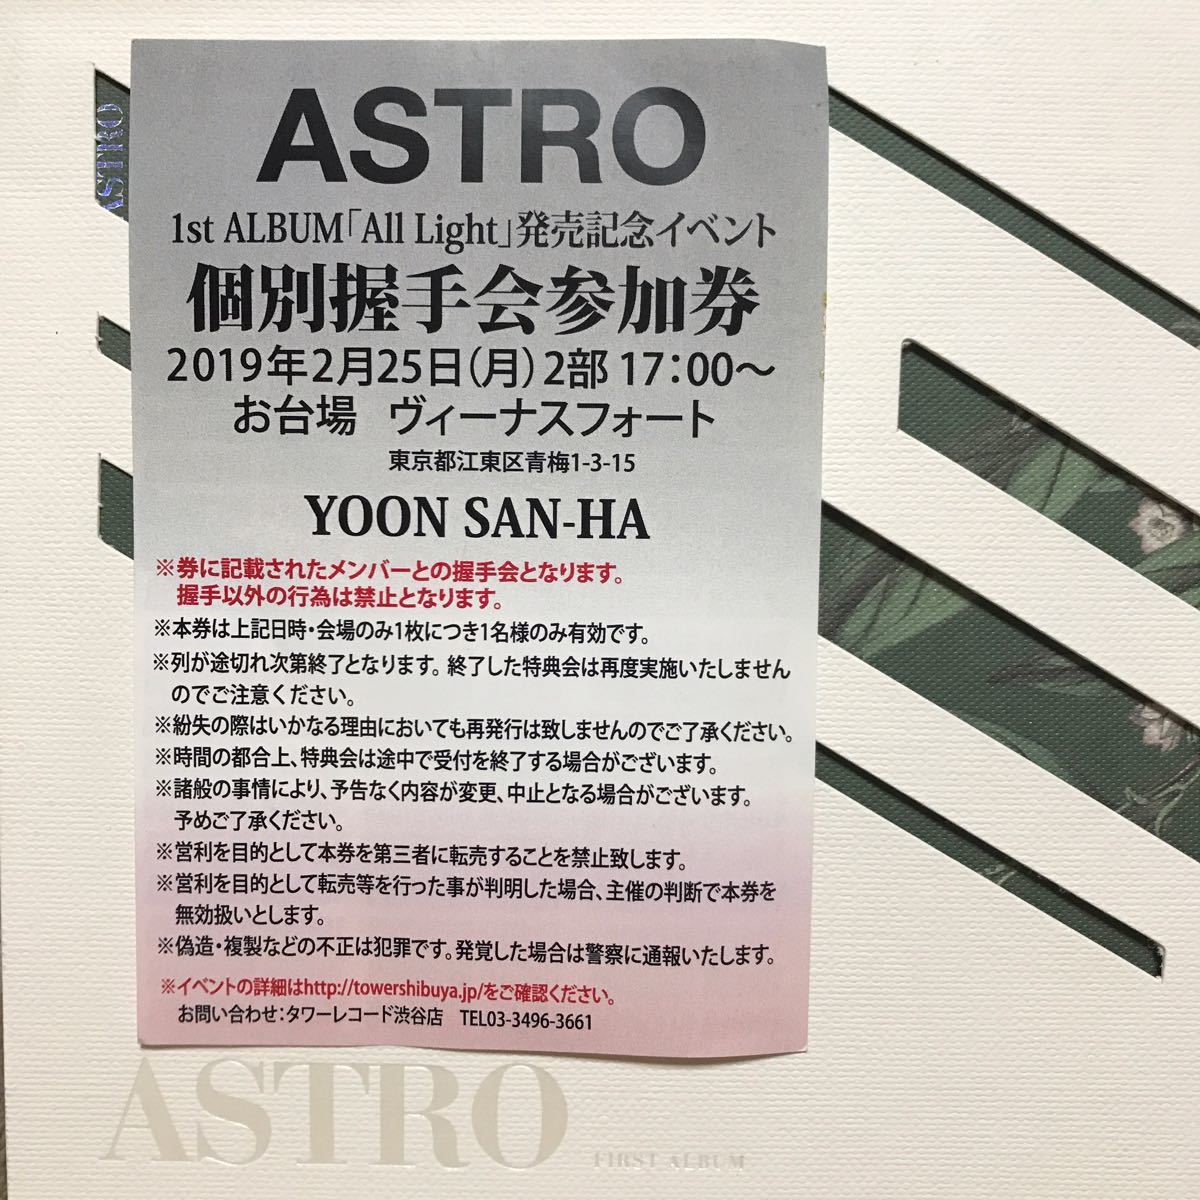 ASTRO
ASTRO
1st ALBUM「All Light」発売記念イベント
個別握手会参加券
2019年2月25日(月) 2部 17:00～
お台場 ヴィーナスフォート
東京都江東区青梅1-3-15
YOON SAN-HA
※券に記載されたメンバーとの握手会となります。
握手以外の行為は禁止となります。
※本券は上記日時・会場のみ1枚につき1名様のみ有効です。
※列が途切れ次第終了となります。終了した特典会は再度実施いたしません
のでご注意ください。
※紛失の際はいかなる理由においても再発行は致しませんのでご了承ください。
※時間の都合上、特典会は途中で受付を終了する場合がございます。
※諸般の事情により、予告なく内容が変更、中止となる場合がございます。
予めご了承ください。
※営利を目的として本券を第三者に転売することを禁止致します。
※営利を目的として転売等を行った事が判明した場合、主催の判断で本券を
無効扱いとします。
※偽造・複製などの不正は犯罪です。発覚した場合は警察に通報いたします。
※イベントの詳細はhttp://towershibuya.jp/をご確認ください。
お問い合わせ:タワーレコード渋谷店 TEL03-3496-3661
ASTRO
FIRST ALBUM